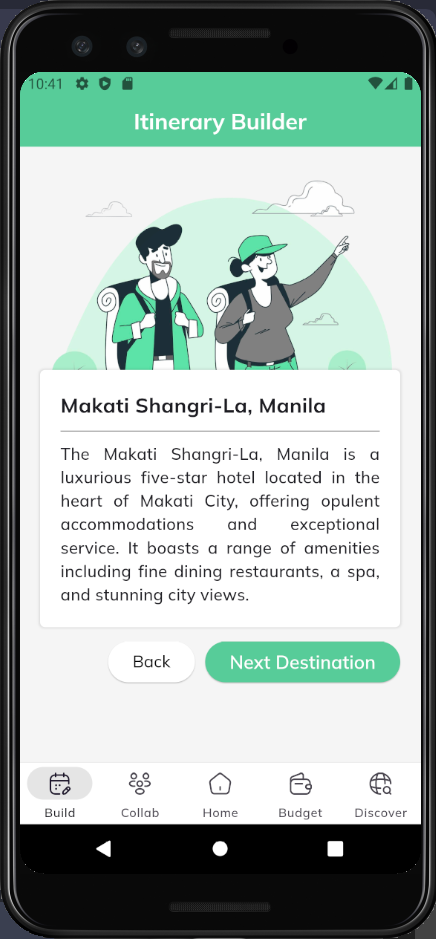 10:41
Itinerary Builder
Makati Shangri-La, Manila
The Makati Shangri-La, Manila is a
luxurious five-star hotel located in the
heart of Makati City, offering opulent
accommodations and exceptional
service. It boasts a range of amenities
including fine dining restaurants, a spa,
and stunning city views.
Back
Next Destination
Build
Collab
Home
Budget
Discover